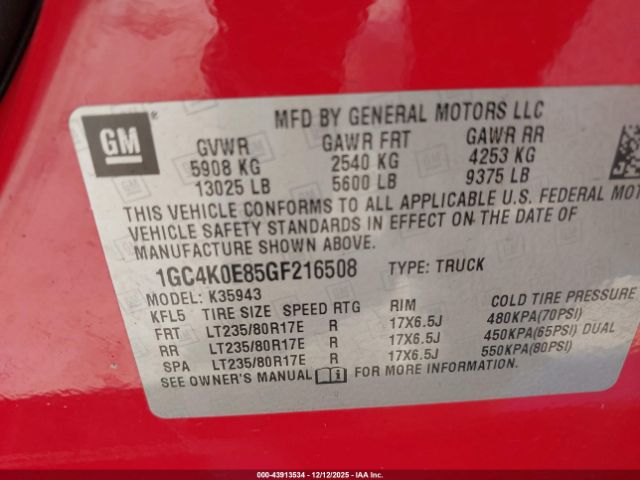 GM
MFD BY GENERAL MOTORS LLC
GVWR GAWR FRT GAWR RR
5908 KG 2540 KG 4253 KG
13025 LB 5600 LB 9375 LB
THIS VEHICLE CONFORMS TO ALL APPLICABLE U.S. FEDERAL MOT
VEHICLE SAFETY STANDARDS IN EFFECT ON THE DATE OF
MANUFACTURE SHOWN ABOVE.
1GC4K0E85GF216508 TYPE: TRUCK
MODEL: K35943
KFL5 TIRE SIZE SPEED RTG RIM COLD TIRE PRESSURE
FRT LT235/80R17E R 17X6.5J 480KPA(70PSI)
RR LT235/80R17E R 17X6.5J 450KPA(65PSI) DUAL
SPA LT235/80R17E R 17X6.5J 550KPA(80PSI)
SEE OWNER'S MANUAL FOR MORE INFORMATION.
000-43913534 - 12/12/2025 - IAA Inc.